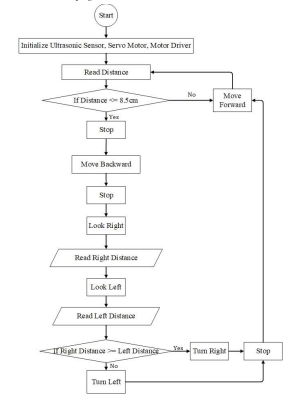 Start
Initialize Ultrasonic Sensor, Servo Motor, Motor Driver
Read Distance
If Distance <= 8.5cm
No
Move
Forward
Yes
Stop
Move Backward
Stop
Look Right
Read Right Distance
Look Left
Read Left Distance
If Right Distance >= Left Distance
Yes
Turn Right
Stop
No
Turn Left